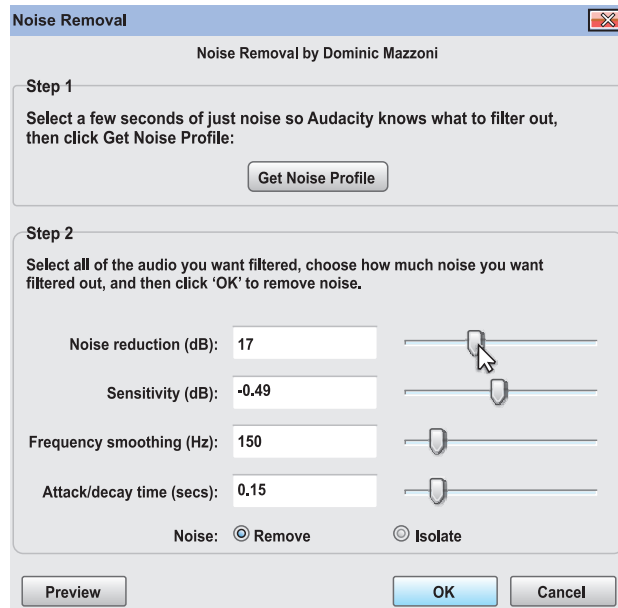 Noise Removal
Noise Removal by Dominic Mazzoni
Step 1
Select a few seconds of just noise so Audacity knows what to filter out,
then click Get Noise Profile:
Get Noise Profile
Step 2
Select all of the audio you want filtered, choose how much noise you want
filtered out, and then click ‘OK’ to remove noise.
Noise reduction (dB): 17
Sensitivity (dB): -0.49
Frequency smoothing (Hz): 150
Attack/decay time (secs): 0.15
Noise: Remove Isolate
Preview OK Cancel